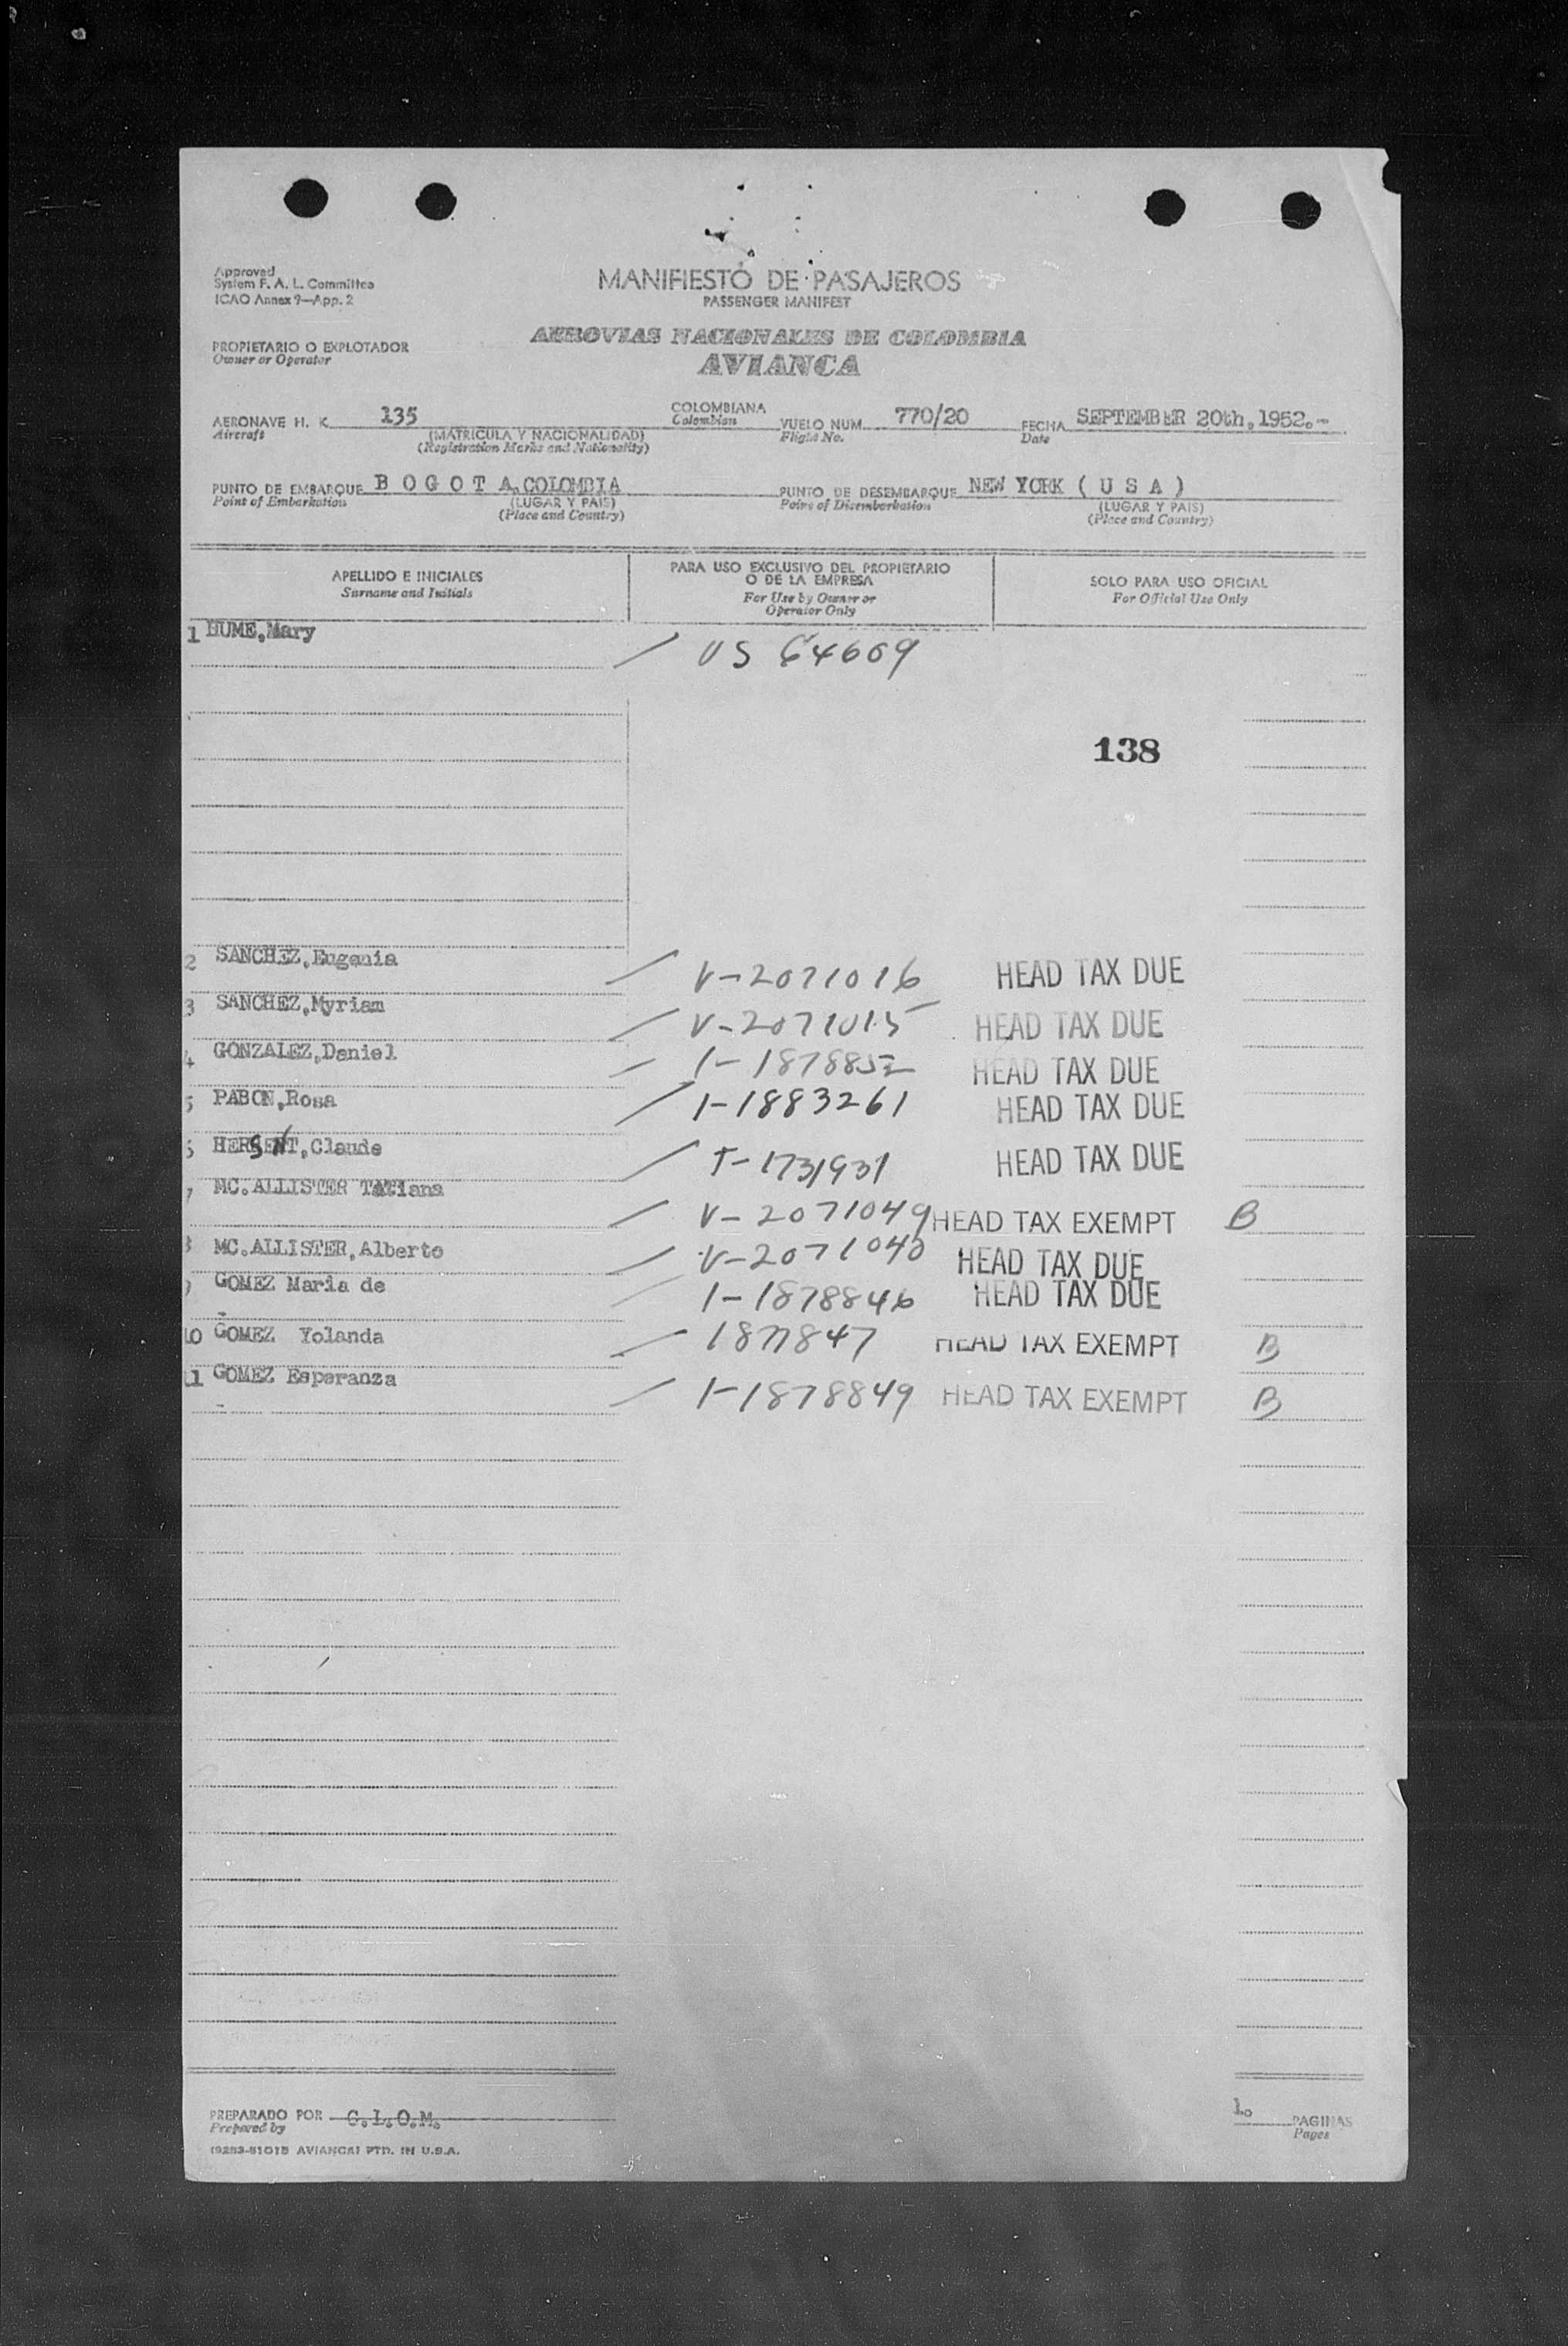 Approved
System F. A. L. Committee
ICAO Annex 9—App. 2
MANIFIESTO DE PASAJEROS
PASSENGER MANIFEST
PROPIETARIO O EXPLOTADOR
Owner or Operator
AEROVIAS NACIONALES DE COLOMBIA
AVIANCA
AERONAVE H. K. 135 COLOMBIANA VUELO NUM. 770/20 FECHA SEPTEMBER 20th,1952.-
Aircraft (MATRICULA Y NACIONALIDAD) Colombian Flight No. Date
(Registration Marks and Nationality)
PUNTO DE EMBARQUE B O G O T A,COLOMBIA PUNTO DE DESEMBARQUE NEW YORK ( U S A )
Point of Embarkation (LUGAR Y PAIS) Point of Disembarkation (LUGAR Y PAIS)
(Place and Country) (Place and Country)
APELLIDO E INICIALES PARA USO EXCLUSIVO DEL PROPIETARIO SOLO PARA USO OFICIAL
Surname and Initials O DE LA EMPRESA For Official Use Only
For Use by Owner or
Operator Only
1 HUME,Mary / US 64669
138
2 SANCHEZ,Eugenia / V-2071016 HEAD TAX DUE
3 SANCHEZ,Myriam / V-2071015 HEAD TAX DUE
4 GONZALEZ,Daniel - I-1878852 HEAD TAX DUE
5 PABON,Rosa / I-1883261 HEAD TAX DUE
HERSENT,Claude / T-1731931 HEAD TAX DUE
7 MC.ALLISTER TATiana / V-2071049 HEAD TAX EXEMPT B
MC.ALLISTER,Alberto / V-2071040 HEAD TAX DUE
GOMEZ Maria de / I-1878846 HEAD TAX DUE
10 GOMEZ Yolanda / 1877847 HEAD TAX EXEMPT B
11 GOMEZ Esperanza / I-1878849 HEAD TAX EXEMPT B
PREPARADO POR C.L.O.M. 1. PAGINAS
Prepared by Pages
AVIANCA: PTD. IN U.S.A.